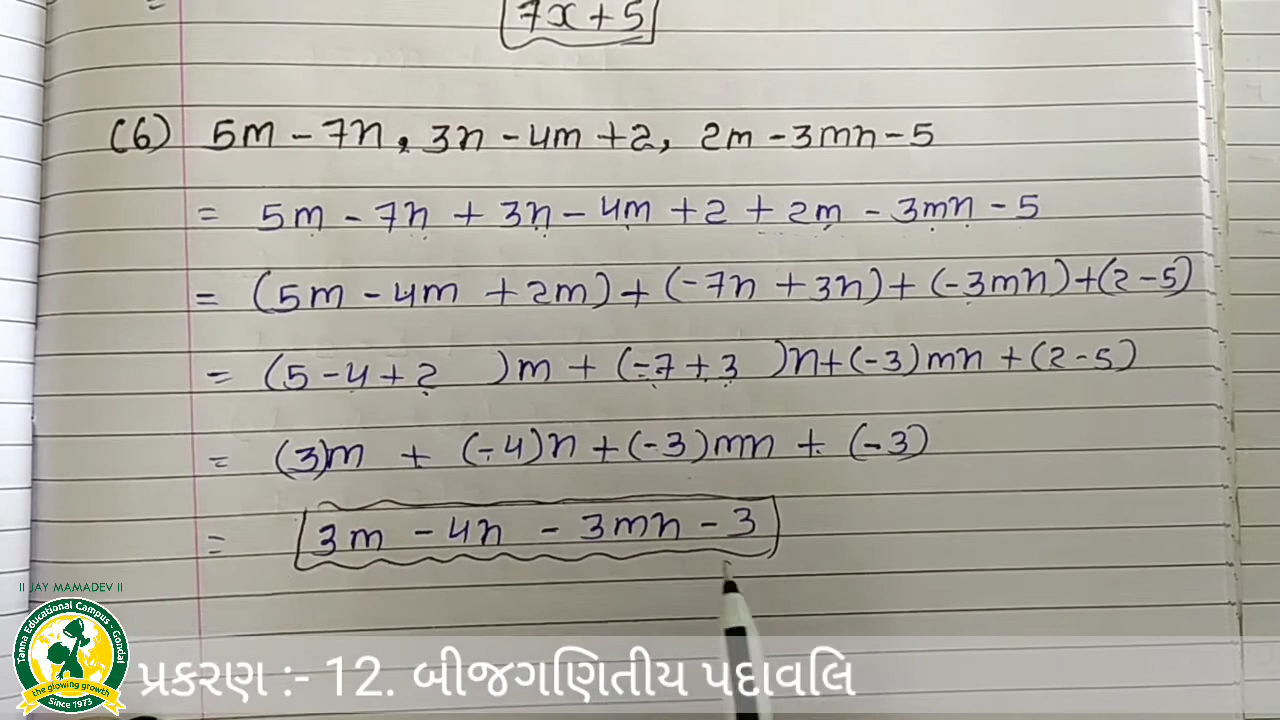 7x + 5
(6) 5m - 7n, 3n - 4m + 2, 2m - 3mn - 5
= 5m - 7n + 3n - 4m + 2 + 2m - 3mn - 5
= (5m - 4m + 2m) + (-7n + 3n) + (-3mn) + (2 - 5)
= (5 - 4 + 2 )m + (-7 + 3 )n + (-3)mn + (2 - 5)
= (3)m + (-4)n + (-3)mn + (-3)
= 3m - 4n - 3mn - 3
|| JAY MAMADEV ||
Tanna Educational Campus - Gondal
the glowing growth
Since 1973
પ્રકરણ :- 12. બીજગણિતીય પદાવલિ